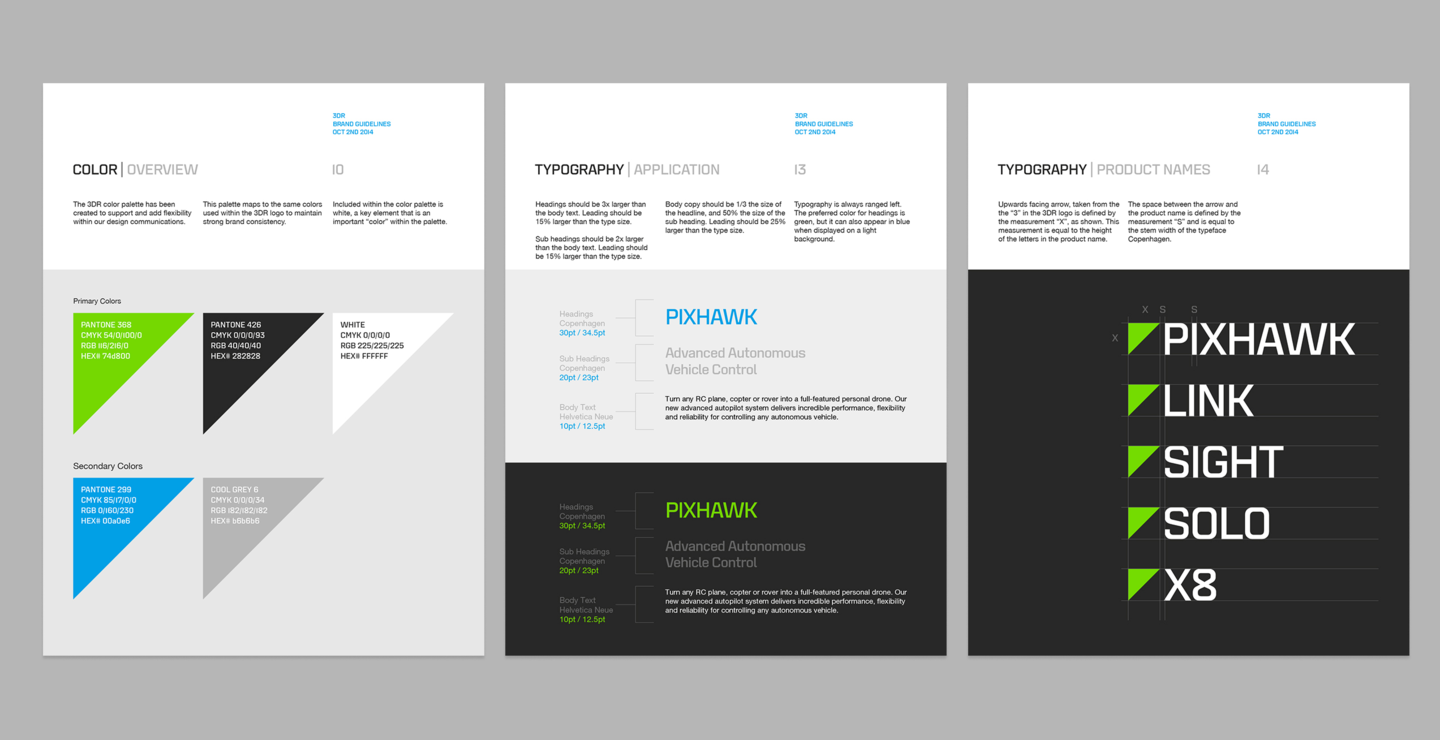 3DR
BRAND GUIDELINES
OCT 2ND 2014
COLOR | OVERVIEW
10
The 3DR color palette has been
created to support and add flexibility
within our design communications.
This palette maps to the same colors
used within the 3DR logo to maintain
strong brand consistency.
Included within the color palette is
white, a key element that is an
important “color” within the palette.
Primary Colors
PANTONE 368
CMYK 54/0/100/0
RGB 116/216/0
HEX# 74d800
PANTONE 426
CMYK 0/0/0/93
RGB 40/40/40
HEX# 282828
WHITE
CMYK 0/0/0/0
RGB 225/225/225
HEX# FFFFFF
Secondary Colors
PANTONE 299
CMYK 85/17/0/0
RGB 0/160/230
HEX# 00a0e6
COOL GREY 6
CMYK 0/0/0/34
RGB 182/182/182
HEX# b6b6b6
3DR
BRAND GUIDELINES
OCT 2ND 2014
TYPOGRAPHY | APPLICATION
13
Headings should be 3x larger than
the body text. Leading should be
15% larger than the type size.
Sub headings should be 2x larger
than the body text. Leading should
be 15% larger than the type size.
Body copy should be 1/3 the size of
the headline, and 50% the size of the
sub heading. Leading should be 25%
larger than the type size.
Typography is always ranged left.
The preferred color for headings is
green, but it can also appear in blue
when displayed on a light
background.
Headings
Copenhagen
30pt / 34.5pt
PIXHAWK
Sub Headings
Copenhagen
20pt / 23pt
Advanced Autonomous
Vehicle Control
Body Text
Helvetica Neue
10pt / 12.5pt
Turn any RC plane, copter or rover into a full-featured personal drone. Our
new advanced autopilot system delivers incredible performance, flexibility
and reliability for controlling any autonomous vehicle.
Headings
Copenhagen
30pt / 34.5pt
PIXHAWK
Sub Headings
Copenhagen
20pt / 23pt
Advanced Autonomous
Vehicle Control
Body Text
Helvetica Neue
10pt / 12.5pt
Turn any RC plane, copter or rover into a full-featured personal drone. Our
new advanced autopilot system delivers incredible performance, flexibility
and reliability for controlling any autonomous vehicle.
3DR
BRAND GUIDELINES
OCT 2ND 2014
TYPOGRAPHY | PRODUCT NAMES
14
Upwards facing arrow, taken from the
the “3” in the 3DR logo is defined by
the measurement “X”, as shown. This
measurement is equal to the height
of the letters in the product name.
The space between the arrow and
the product name is defined by the
measurement “S” and is equal to
the stem width of the typeface
Copenhagen.
X S S
X
PIXHAWK
LINK
SIGHT
SOLO
X8